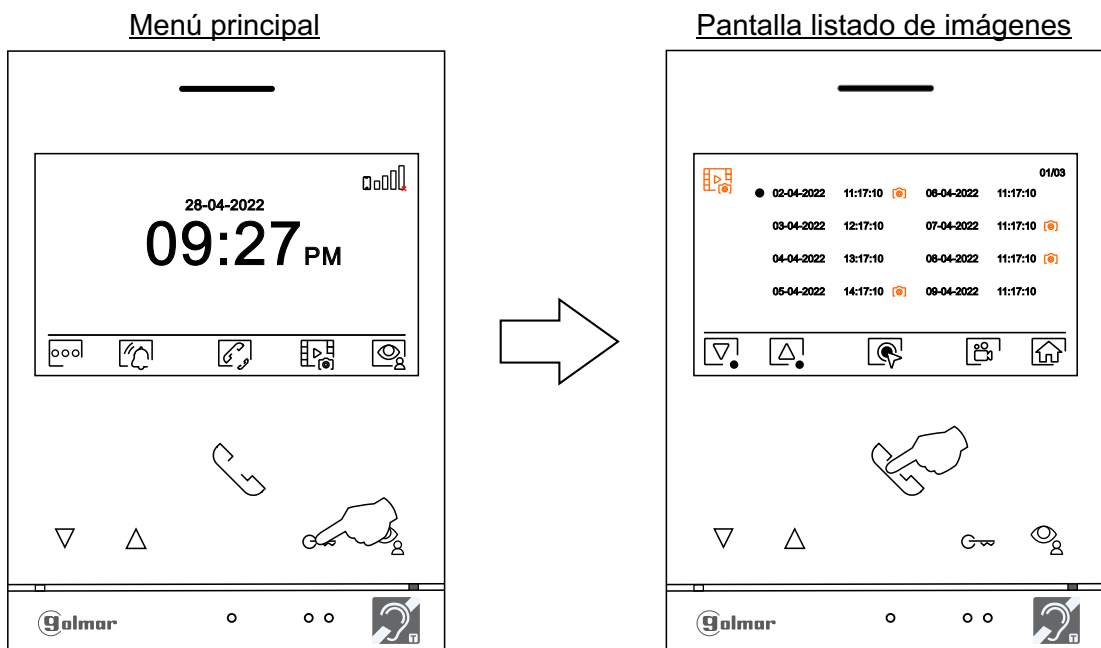 Menú principal
Pantalla listado de imágenes
28-04-2022
09:27 PM
golmar
T
01/03
02-04-2022 11:17:10 06-04-2022 11:17:10
03-04-2022 12:17:10 07-04-2022 11:17:10
04-04-2022 13:17:10 08-04-2022 11:17:10
05-04-2022 14:17:10 09-04-2022 11:17:10
golmar
T